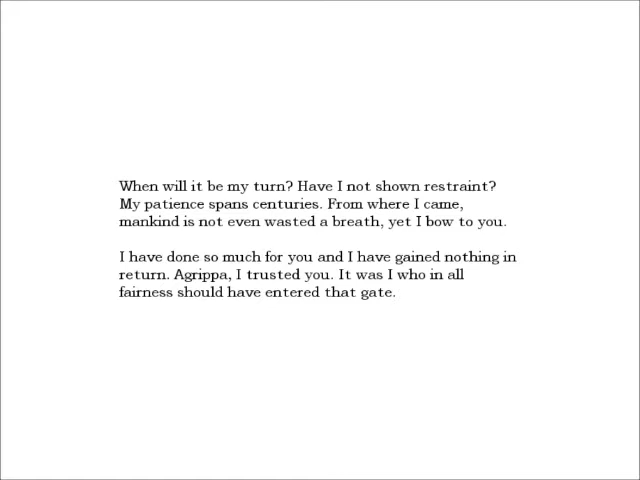 When will it be my turn? Have I not shown restraint?
My patience spans centuries. From where I came,
mankind is not even wasted a breath, yet I bow to you.
I have done so much for you and I have gained nothing in
return. Agrippa, I trusted you. It was I who in all
fairness should have entered that gate.